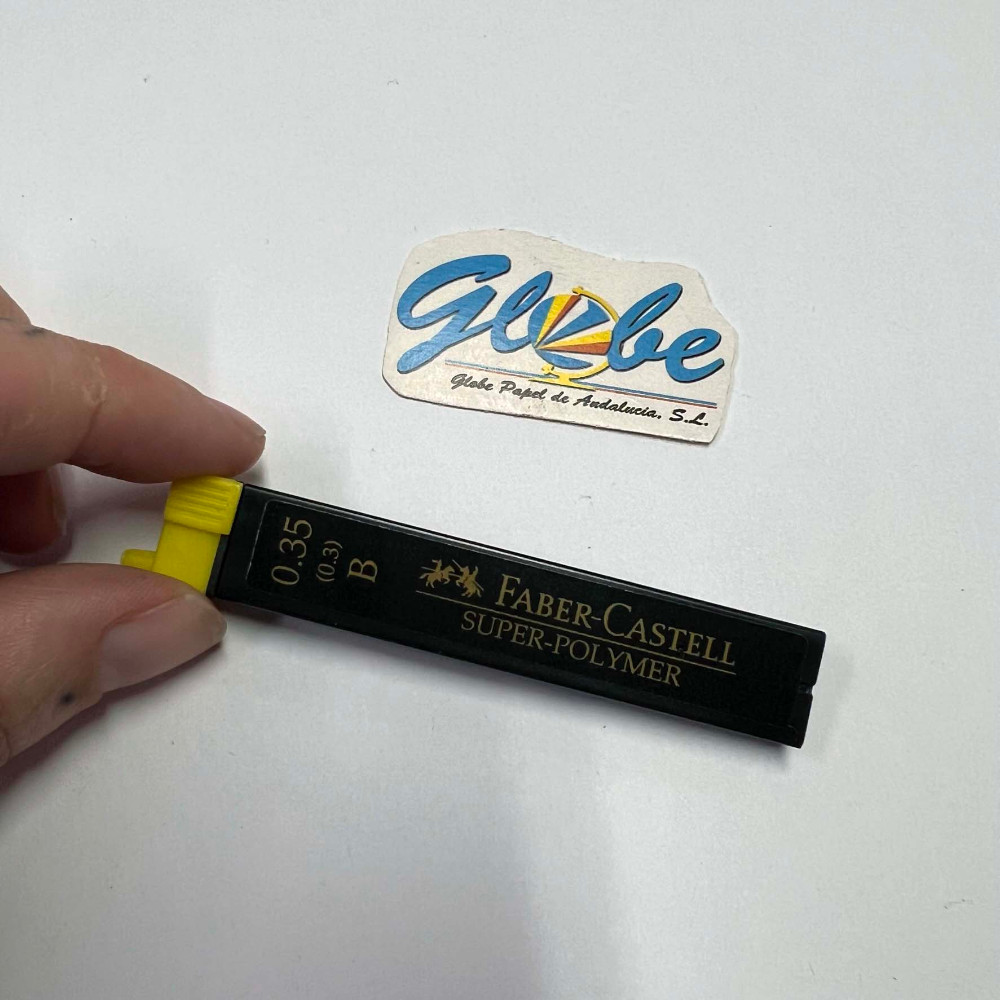 Globe
Globe Papel de Andalucia, S.L.
0.35
(0.3)
B
FABER-CASTELL
SUPER-POLYMER